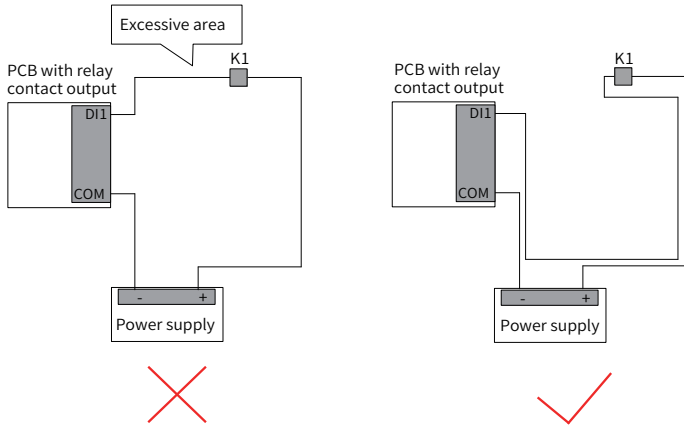 Excessive area
K1
PCB with relay
contact output
DI1
COM
- +
Power supply
K1
PCB with relay
contact output
DI1
COM
- +
Power supply